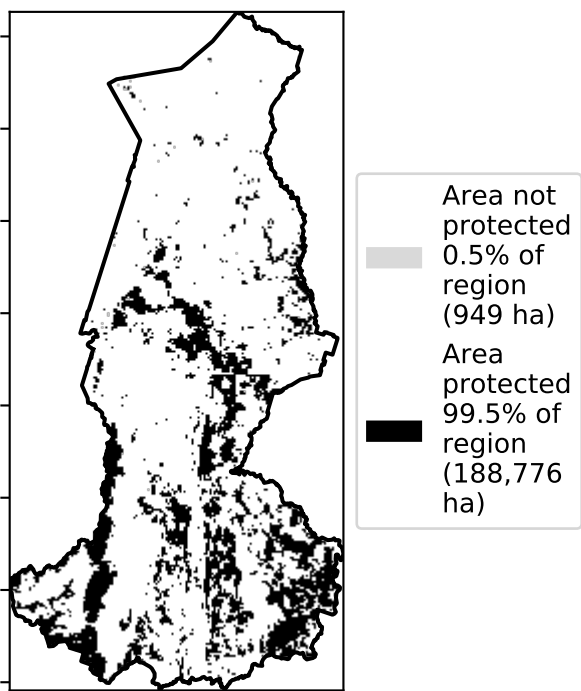 Area not
protected
0.5% of
region
(949 ha)
Area
protected
99.5% of
region
(188,776
ha)